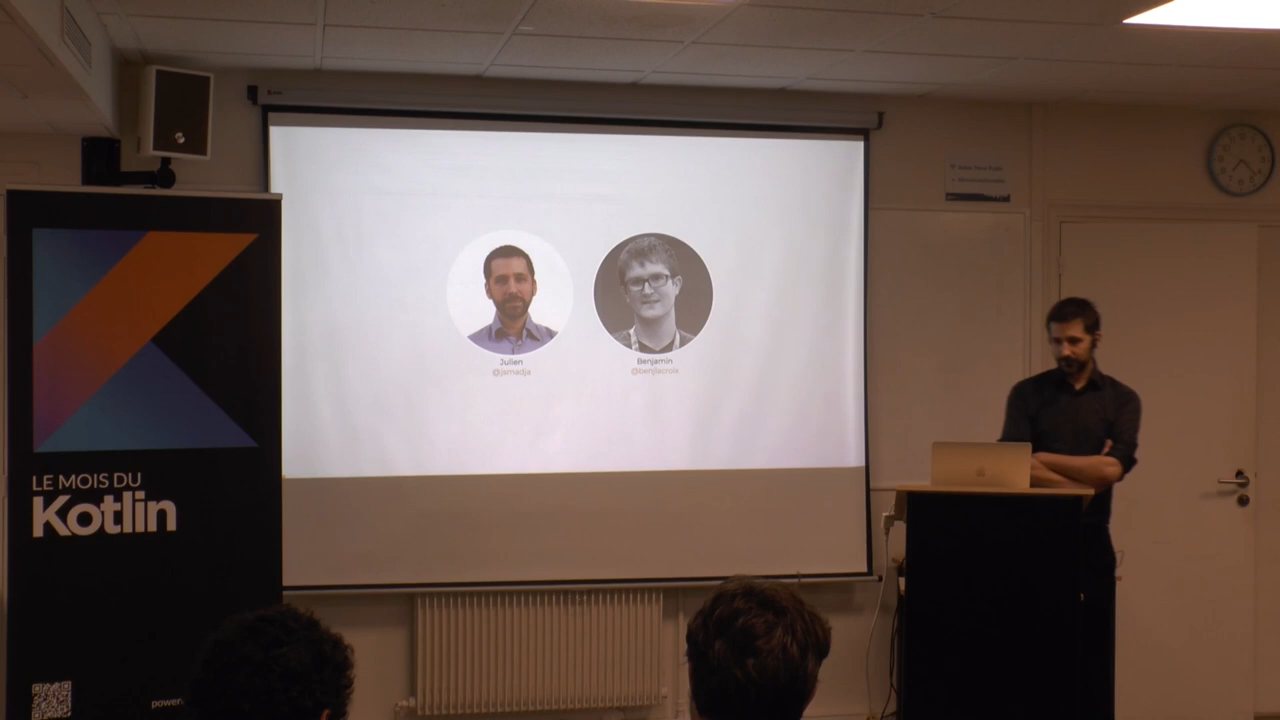 LE MOIS DU
Kotlin
Julien
@jsmadja
Benjamin
@benjlacroix